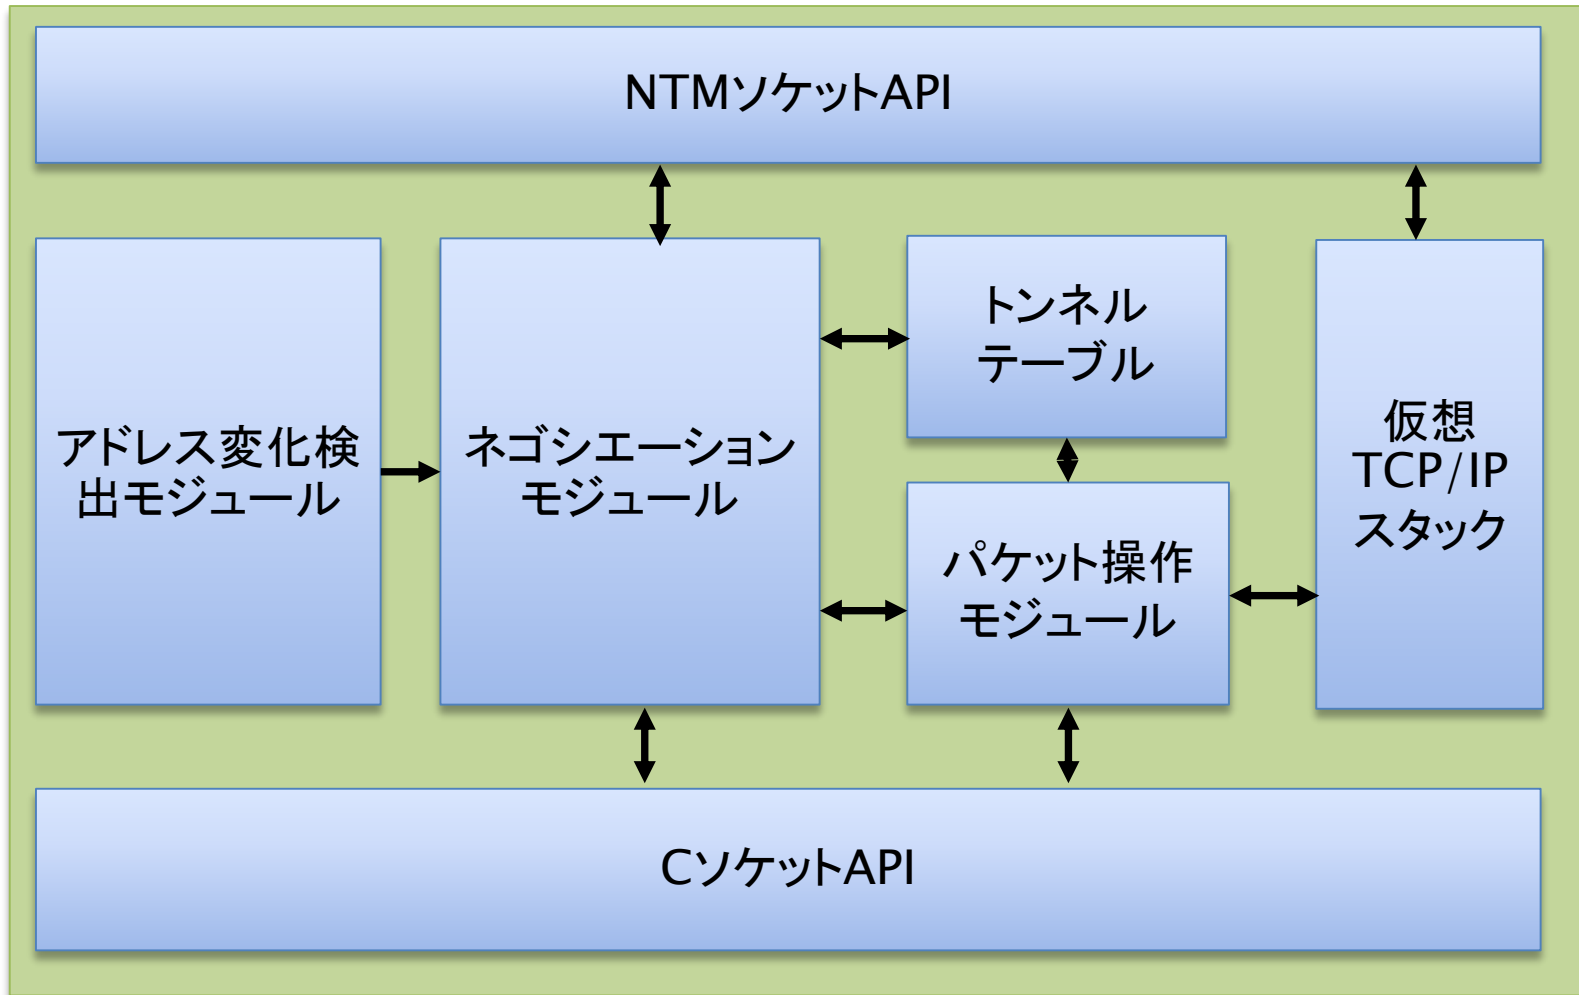 NTMソケットAPI
アドレス変化検
出モジュール
ネゴシエーション
モジュール
トンネル
テーブル
パケット操作
モジュール
仮想
TCP/IP
スタック
CソケットAPI